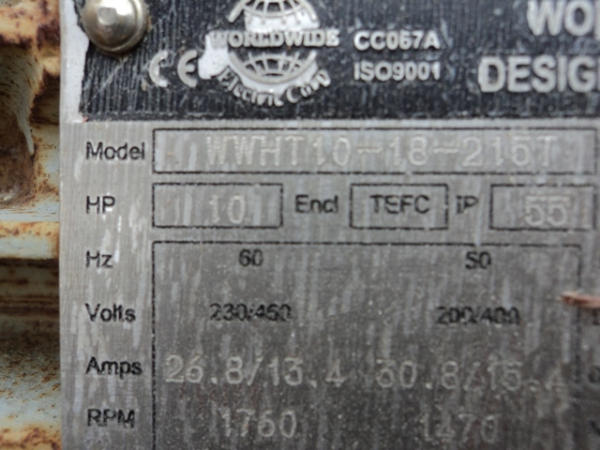 WORLDWIDE CC067A WO
CE Electric Corp ISO9001 DESIG
Model WWHT10-18-215T
HP 10 Encl TEFC IP 55
Hz 60 50
Volts 230/460 200/400
Amps 26.8/13.4 30.8/15.4
RPM 1760 1470